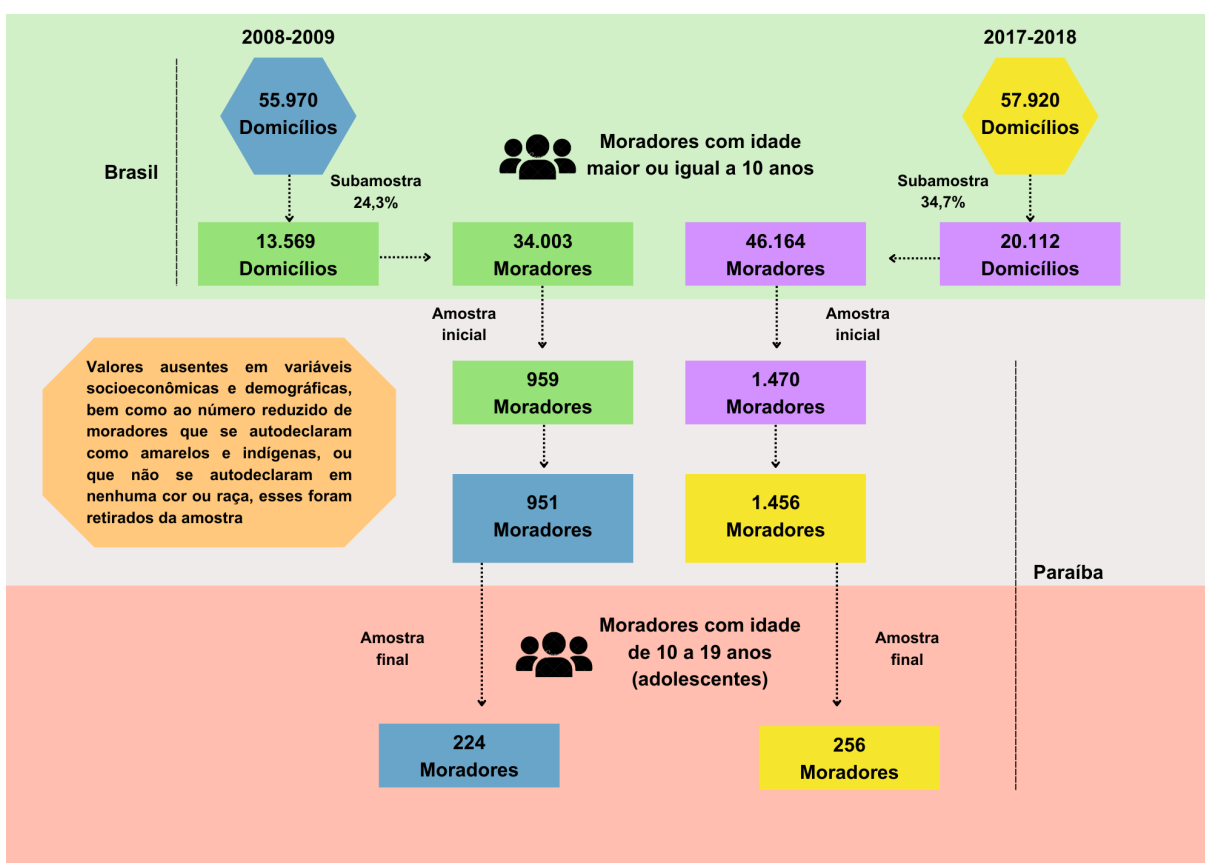 2008-2009
2017-2018
55.970
Domicílios
57.920
Domicílios
Moradores com idade
maior ou igual a 10 anos
Brasil
Subamostra
24,3%
Subamostra
34,7%
13.569
Domicílios
34.003
Moradores
46.164
Moradores
20.112
Domicílios
Amostra
inicial
Amostra
inicial
Valores ausentes em variáveis
socioeconômicas e demográficas,
bem como ao número reduzido de
moradores que se autodeclaram
como amarelos e indígenas, ou
que não se autodeclaram em
nenhuma cor ou raça, esses foram
retirados da amostra
959
Moradores
1.470
Moradores
951
Moradores
1.456
Moradores
Paraíba
Amostra
final
Moradores com idade
de 10 a 19 anos
(adolescentes)
Amostra
final
224
Moradores
256
Moradores